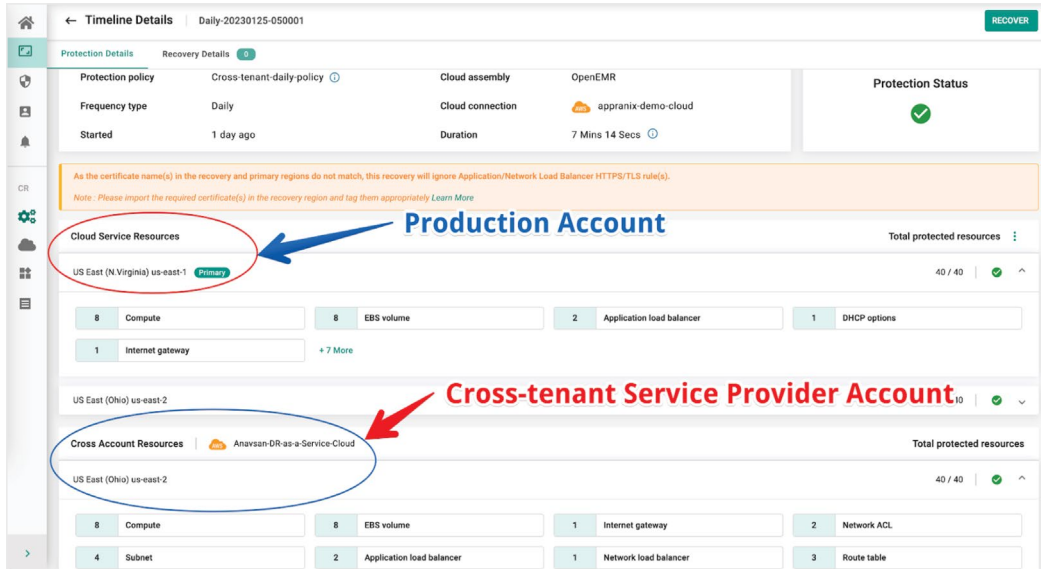 ← Timeline Details Daily-20230125-050001 RECOVER
Protection Details Recovery Details 0
Protection policy Cross-tenant-daily-policy Cloud assembly OpenEMR Protection Status
Frequency type Daily Cloud connection aws appranix-demo-cloud
Started 1 day ago Duration 7 Mins 14 Secs
As the certificate name(s) in the recovery and primary regions do not match, this recovery will ignore Application/Network Load Balancer HTTPS/TLS rule(s).
Note : Please import the required certificate(s) in the recovery region and tag them appropriately Learn More
CR
Production Account
Cloud Service Resources Total protected resources
US East (N.Virginia) us-east-1 Primary 40 / 40
8 Compute 8 EBS volume 2 Application load balancer 1 DHCP options
1 Internet gateway + 7 More
Cross-tenant Service Provider Account
US East (Ohio) us-east-2
Cross Account Resources aws Anavsan-DR-as-a-Service-Cloud Total protected resources
US East (Ohio) us-east-2 40 / 40
8 Compute 8 EBS volume 1 Internet gateway 2 Network ACL
4 Subnet 2 Application load balancer 1 Network load balancer 3 Route table